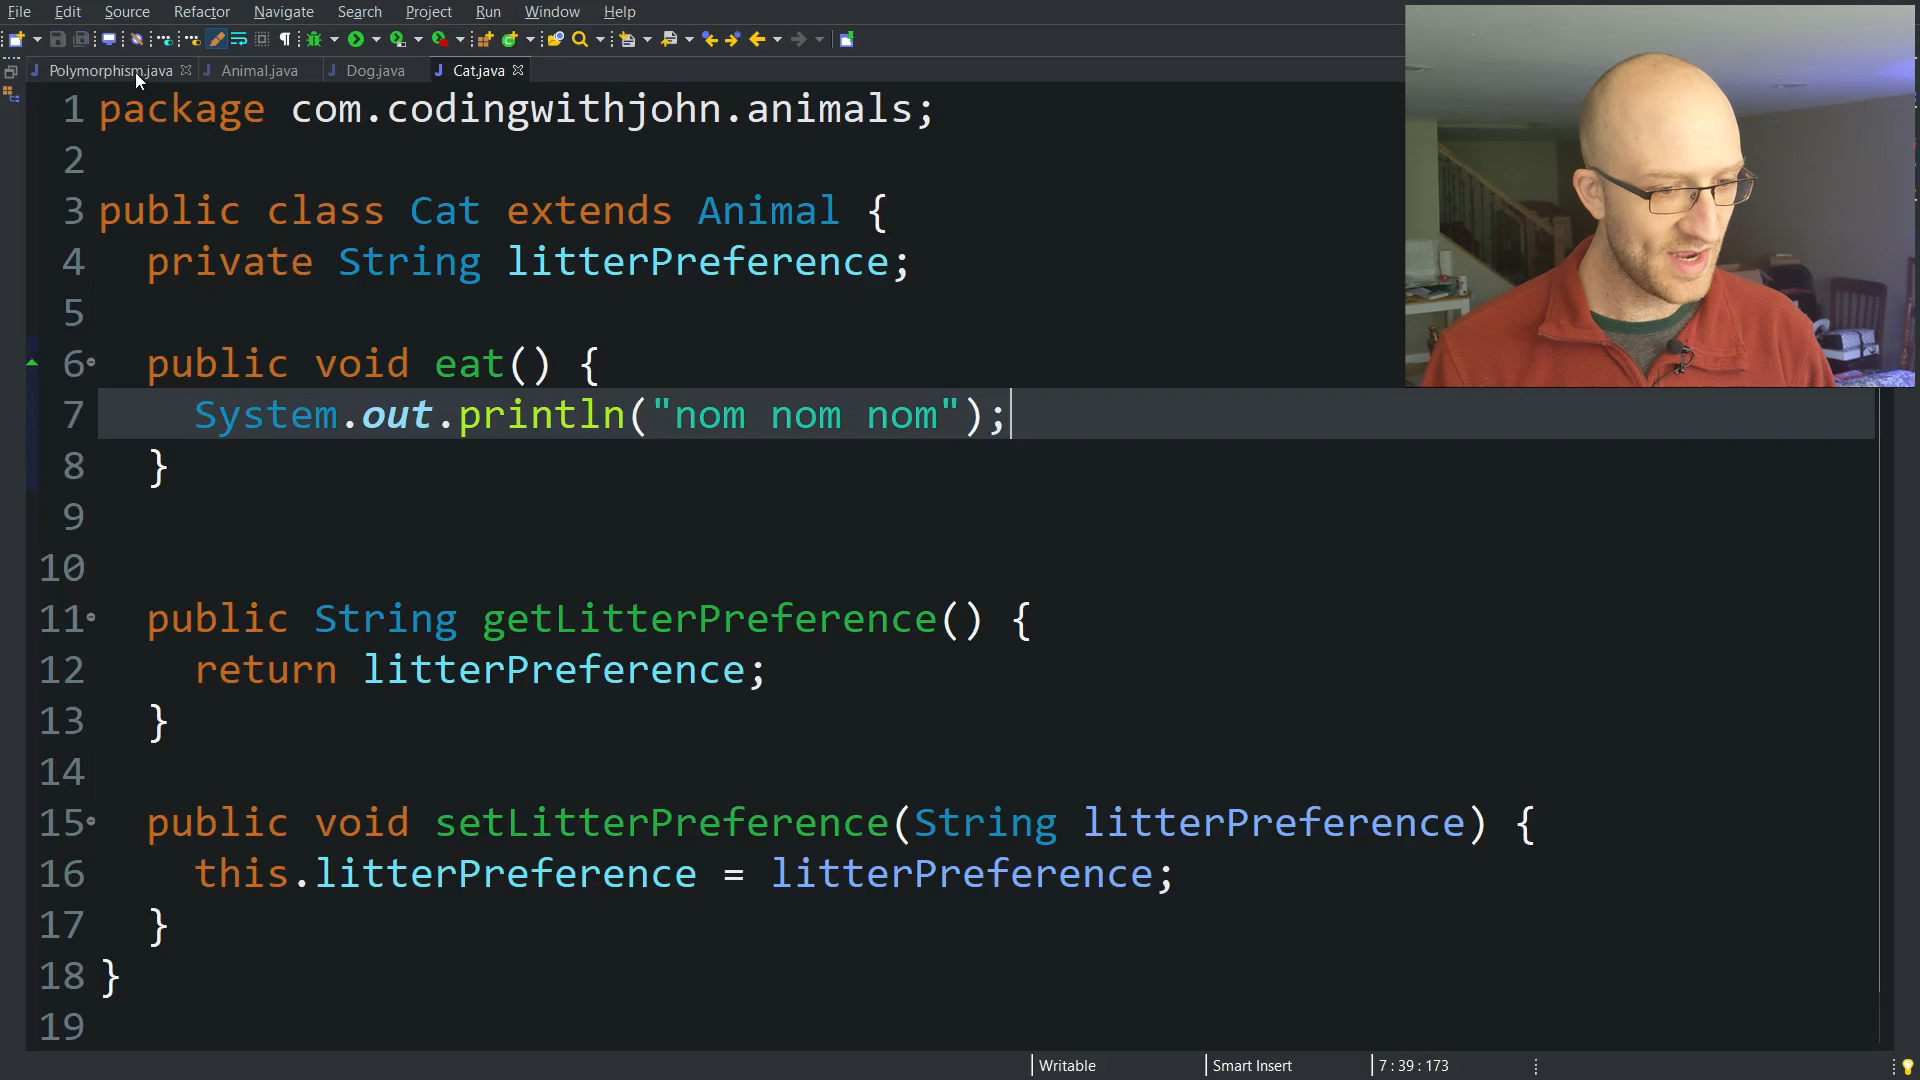 File Edit Source Refactor Navigate Search Project Run Window Help
Polymorphism.java Animal.java Dog.java Cat.java
1 package com.codingwithjohn.animals;
2
3 public class Cat extends Animal {
4 private String litterPreference;
5
6 public void eat() {
7 System.out.println("nom nom nom");
8 }
9
10
11 public String getLitterPreference() {
12 return litterPreference;
13 }
14
15 public void setLitterPreference(String litterPreference) {
16 this.litterPreference = litterPreference;
17 }
18 }
19
Writable Smart Insert 7 : 39 : 173